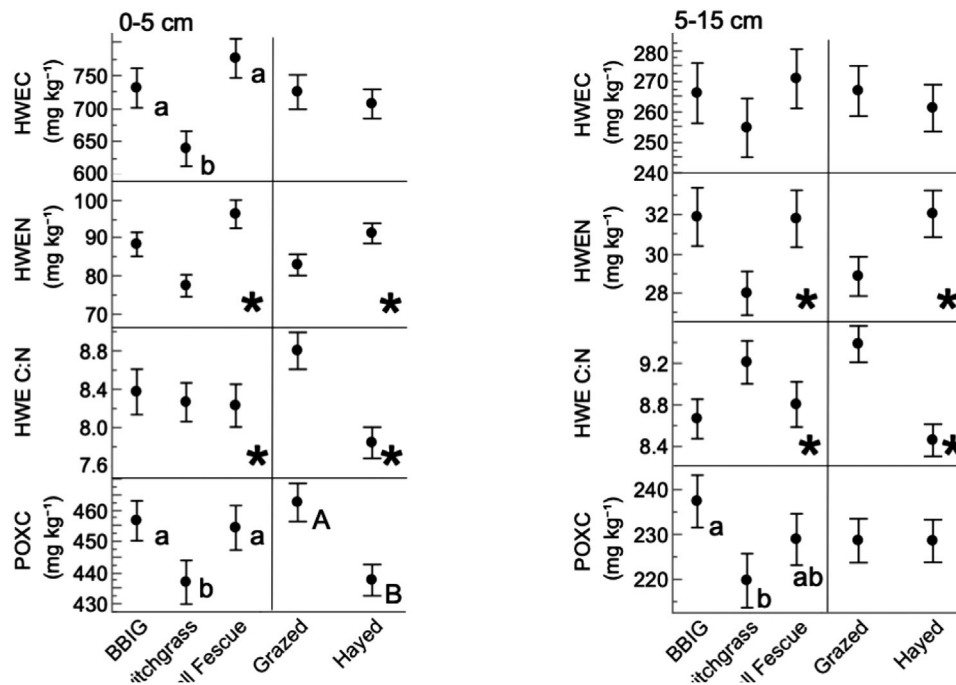 0-5 cm
HWEC
(mg kg⁻¹)
750
700
650
600
a
b
a
HWEN
(mg kg⁻¹)
100
90
80
70
*
*
HWE C:N
8.8
8.4
8.0
7.6
*
*
POXC
(mg kg⁻¹)
460
450
440
430
a
b
a
A
B
BBIG
itchgrass
ll Fescue
Grazed
Hayed
5-15 cm
HWEC
(mg kg⁻¹)
280
270
260
250
240
HWEN
(mg kg⁻¹)
32
30
28
*
*
HWE C:N
9.2
8.8
8.4
*
*
POXC
(mg kg⁻¹)
240
230
220
a
b
ab
BBIG
itchgrass
ll Fescue
Grazed
Hayed